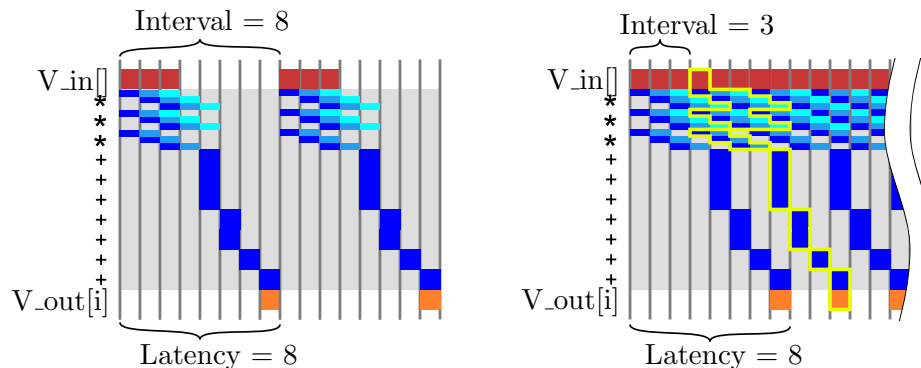 Interval = 8
V_in[]
*
*
*
+
+
+
+
+
+
+
V_out[i]
Latency = 8
Interval = 3
V_in[]
*
*
*
+
+
+
+
+
+
+
V_out[i]
Latency = 8